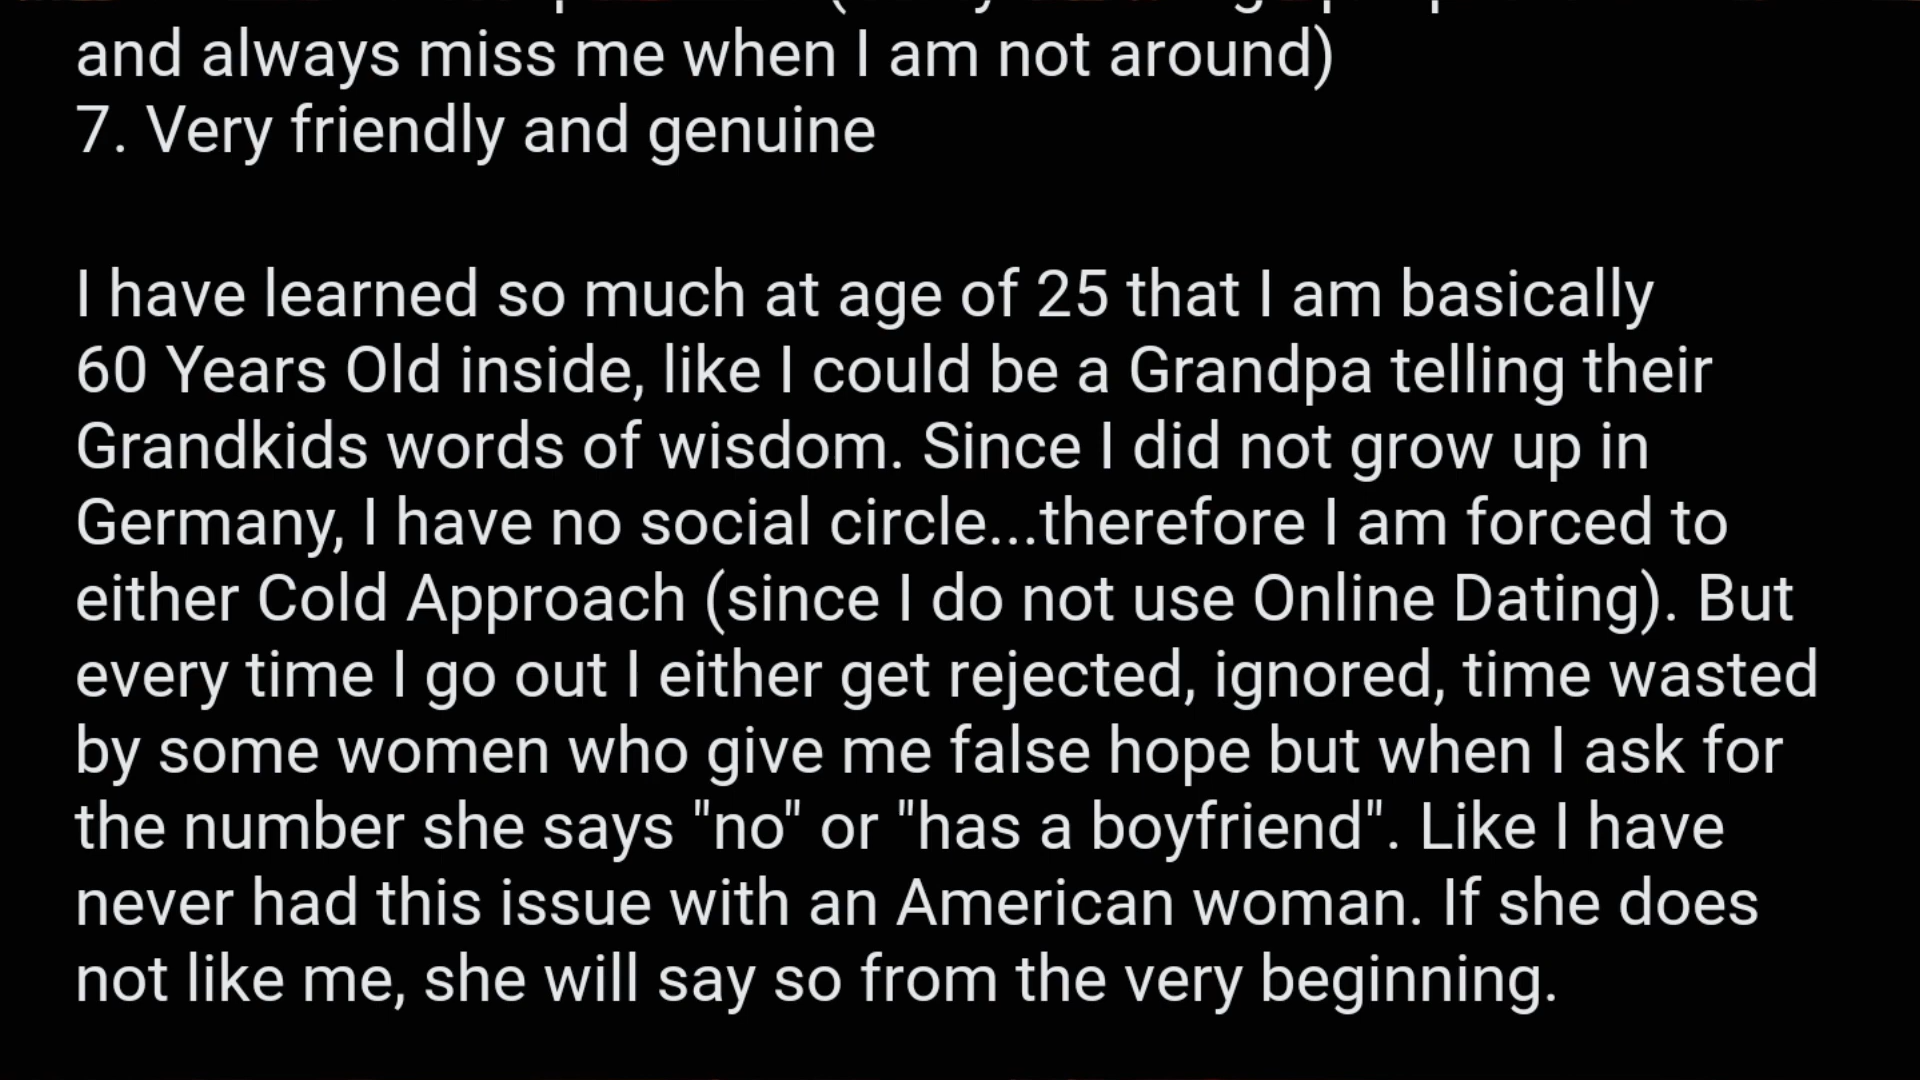 and always miss me when I am not around)
7. Very friendly and genuine
I have learned so much at age of 25 that I am basically
60 Years Old inside, like I could be a Grandpa telling their
Grandkids words of wisdom. Since I did not grow up in
Germany, I have no social circle...therefore I am forced to
either Cold Approach (since I do not use Online Dating). But
every time I go out I either get rejected, ignored, time wasted
by some women who give me false hope but when I ask for
the number she says "no" or "has a boyfriend". Like I have
never had this issue with an American woman. If she does
not like me, she will say so from the very beginning.